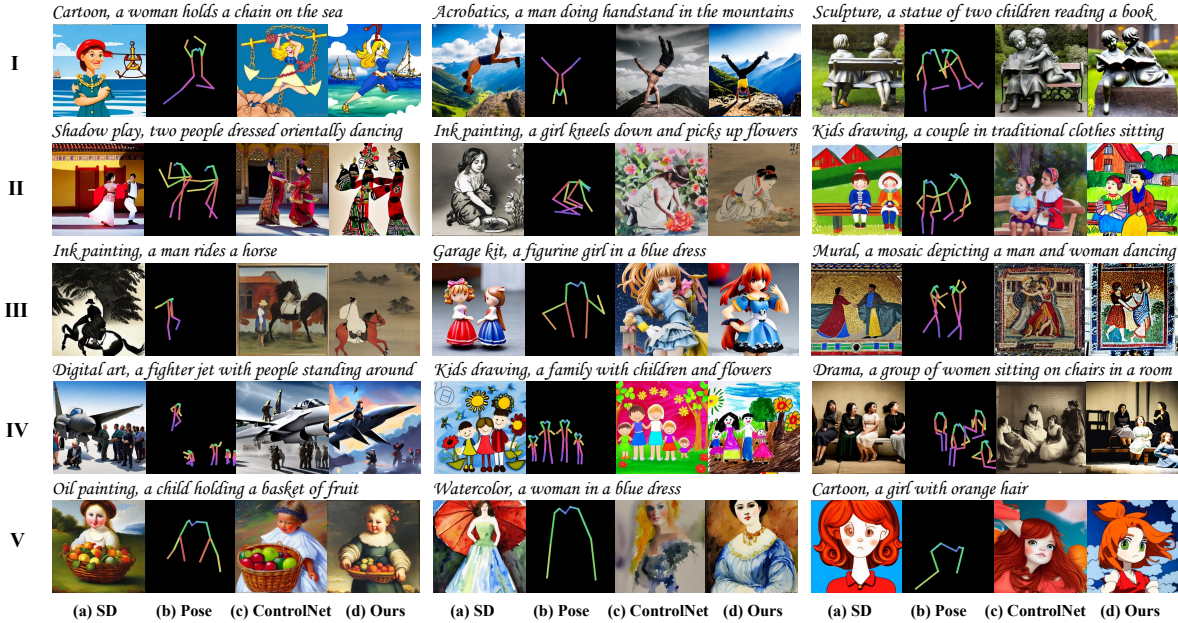 Cartoon, a woman holds a chain on the sea
Acrobatics, a man doing handstand in the mountains
Sculpture, a statue of two children reading a book
I
Shadow play, two people dressed orientally dancing
Ink painting, a girl kneels down and picks up flowers
Kids drawing, a couple in traditional clothes sitting
II
Ink painting, a man rides a horse
Garage kit, a figurine girl in a blue dress
Mural, a mosaic depicting a man and woman dancing
III
Digital art, a fighter jet with people standing around
Kids drawing, a family with children and flowers
Drama, a group of women sitting on chairs in a room
IV
Oil painting, a child holding a basket of fruit
Watercolor, a woman in a blue dress
Cartoon, a girl with orange hair
V
(a) SD (b) Pose (c) ControlNet (d) Ours
(a) SD (b) Pose (c) ControlNet (d) Ours
(a) SD (b) Pose (c) ControlNet (d) Ours